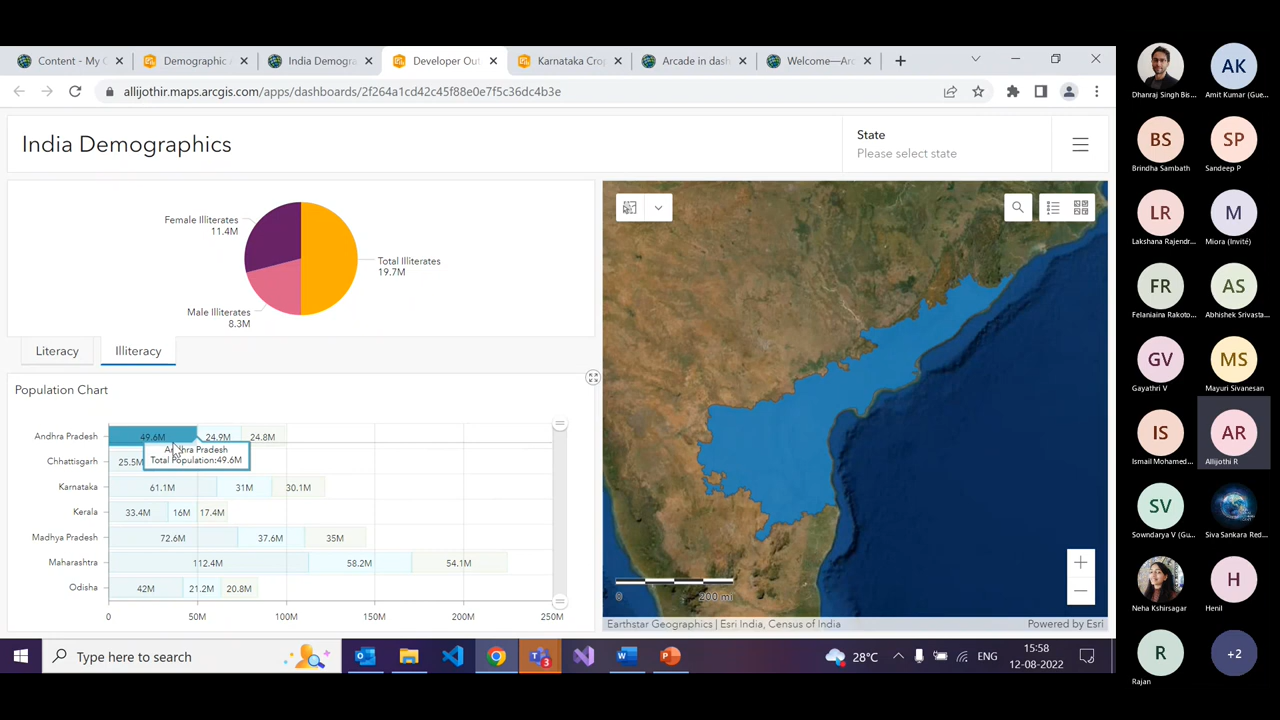 Content - My C
Demographic A
India Demogra
Developer Out
Karnataka Crop
Arcade in dash
Welcome—Arc
allijothir.maps.arcgis.com/apps/dashboards/2f264a1cd42c45f88e0e7f5c36dc4b3e
India Demographics
State
Please select state
Female Illiterates
11.4M
Total Illiterates
19.7M
Male Illiterates
8.3M
Literacy
Illiteracy
Population Chart
Andhra Pradesh
49.6M
24.9M
24.8M
Andhra Pradesh
Total Population:49.6M
Chhattisgarh
25.5M
Karnataka
61.1M
31M
30.1M
Kerala
33.4M
16M
17.4M
Madhya Pradesh
72.6M
37.6M
35M
Maharashtra
112.4M
58.2M
54.1M
Odisha
42M
21.2M
20.8M
0
50M
100M
150M
200M
250M
0
200 mi
Earthstar Geographics | Esri India, Census of India
Powered by Esri
Type here to search
3
28°C
ENG
15:58
12-08-2022
Dhanraj Singh Bis...
AK
Amit Kumar (Gue...
BS
Brindha Sambath
SP
Sandeep P
LR
Lakshana Rajendr...
M
Miora (Invité)
FR
Felaniaina Rakoto...
AS
Abhishek Srivasta...
GV
Gayathri V
MS
Mayuri Sivanesan
IS
Ismail Mohamed...
AR
Allijothi R
SV
Sowndarya V (Gu...
Siva Sankara Red...
Neha Kshirsagar
H
Henil
R
Rajan
+2